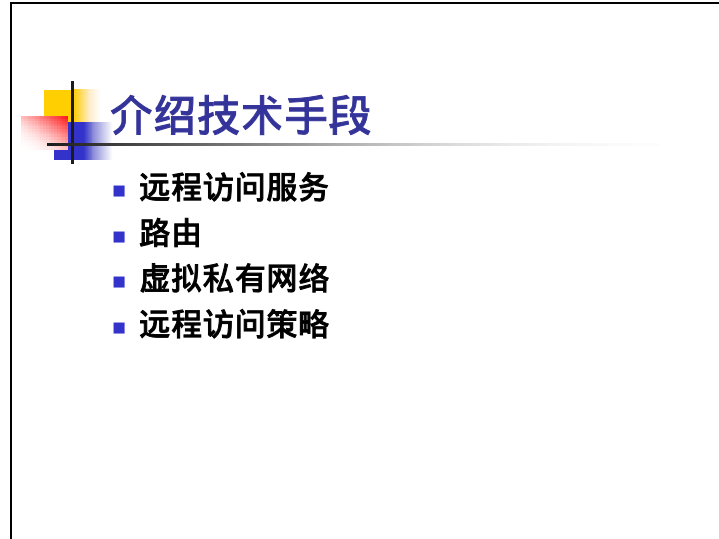 介绍技术手段
远程访问服务
路由
虚拟私有网络
远程访问策略